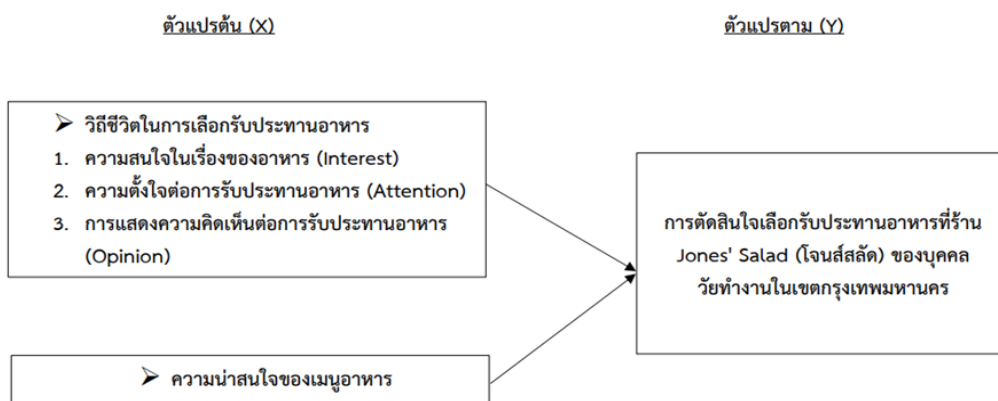 ตัวแปรต้น (X)
ตัวแปรตาม (Y)
➢ วิถีชีวิตในการเลือกรับประทานอาหาร
1. ความสนใจในเรื่องของอาหาร (Interest)
2. ความตั้งใจต่อการรับประทานอาหาร (Attention)
3. การแสดงความคิดเห็นต่อการรับประทานอาหาร
(Opinion)
การตัดสินใจเลือกรับประทานอาหารที่ร้าน
Jones' Salad (โจนส์สลัด) ของบุคคล
วัยทำงานในเขตกรุงเทพมหานคร
➢ ความน่าสนใจของเมนูอาหาร